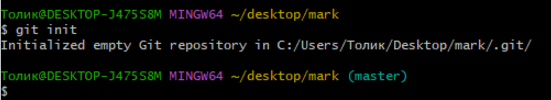 Толик@DESKTOP-J475S8M MINGW64 ~/desktop/mark
$ git init
Initialized empty Git repository in C:/Users/Толик/Desktop/mark/.git/
Толик@DESKTOP-J475S8M MINGW64 ~/desktop/mark (master)
$